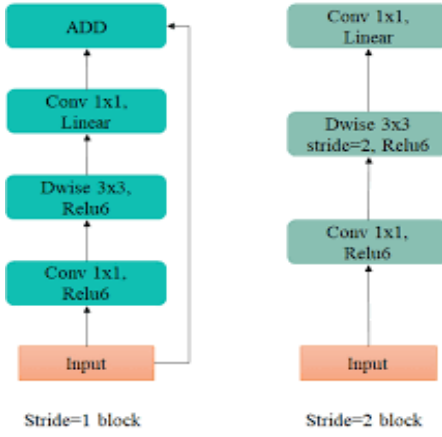 ADD
Conv 1x1,
Linear
Dwise 3x3,
Relu6
Conv 1x1,
Relu6
Input
Stride=1 block
Conv 1x1,
Linear
Dwise 3x3
stride=2, Relu6
Conv 1x1,
Relu6
Input
Stride=2 block